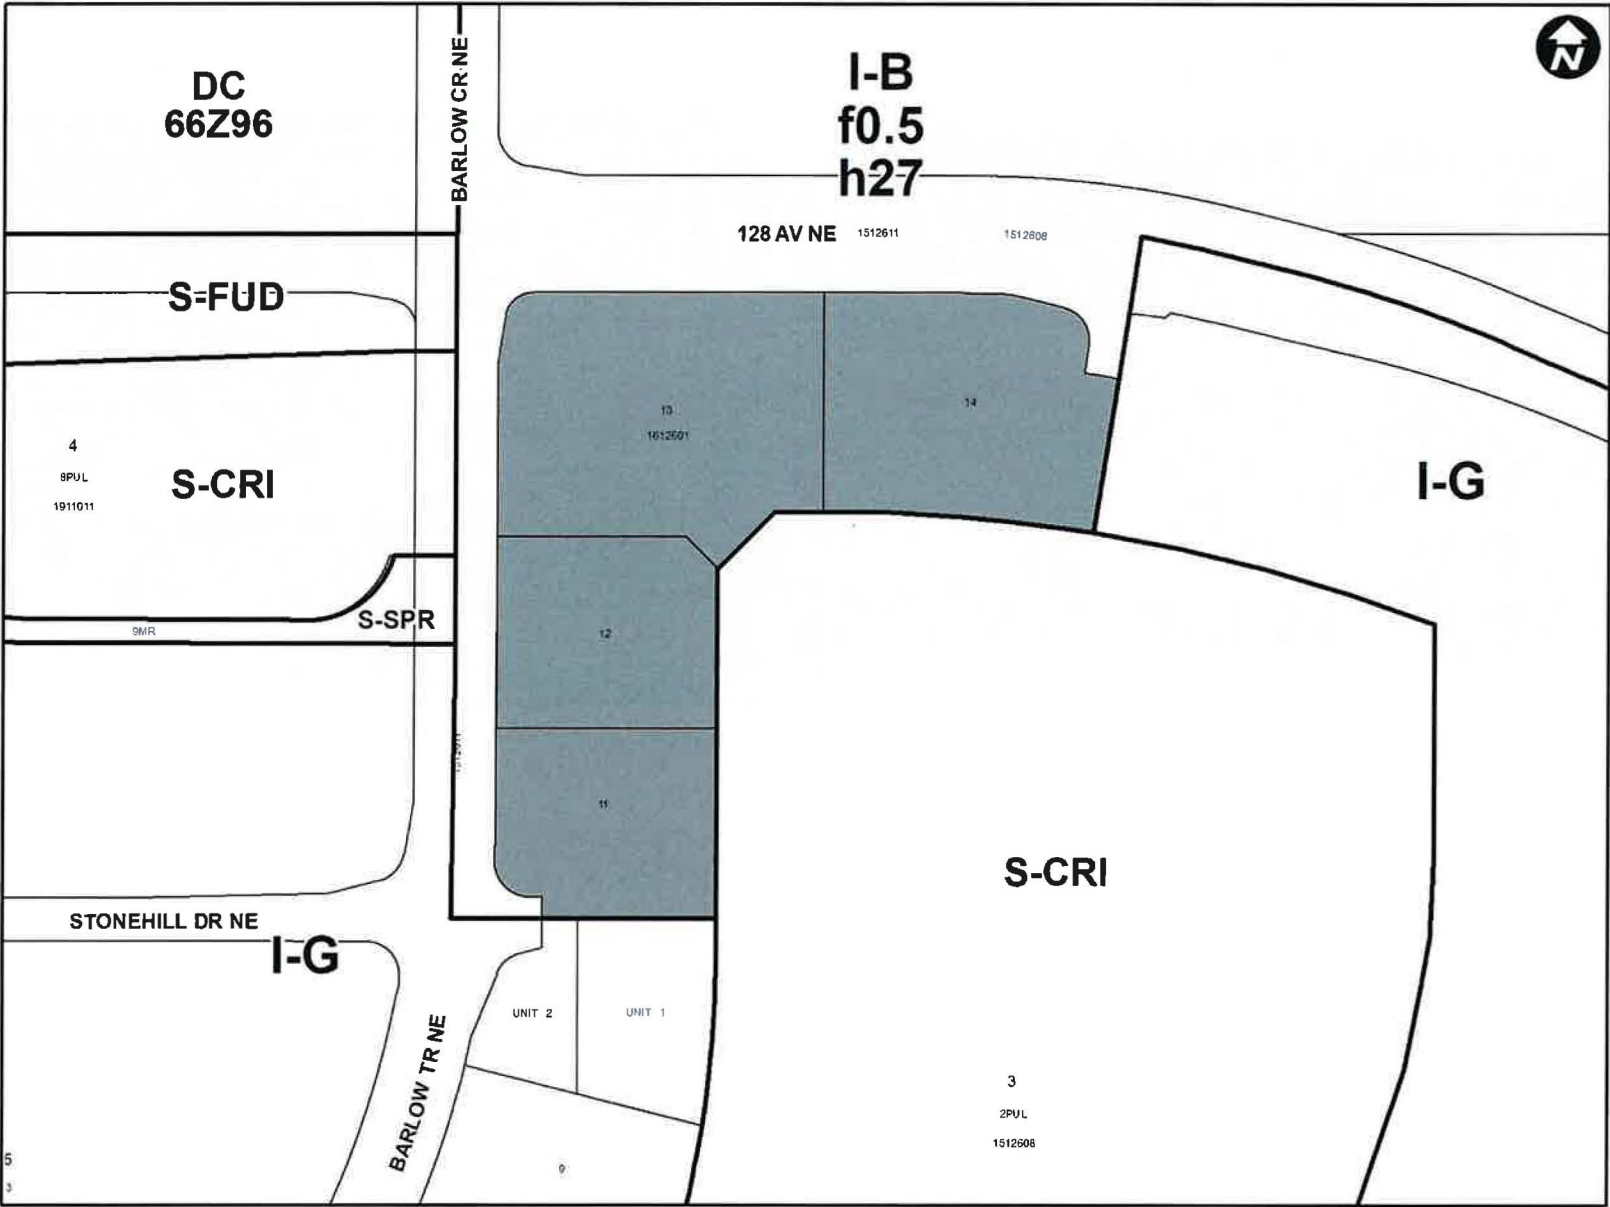 N
DC
66Z96
BARLOW CR NE
I-B
f0.5
h27
128 AV NE
1512611
1512608
S-FUD
13
1612601
14
4
8PUL
1911011
S-CRI
I-G
S-SPR
9MR
12
11
S-CRI
STONEHILL DR NE
I-G
UNIT 2
UNIT 1
BARLOW TR NE
3
2PUL
1512608
5
3
9